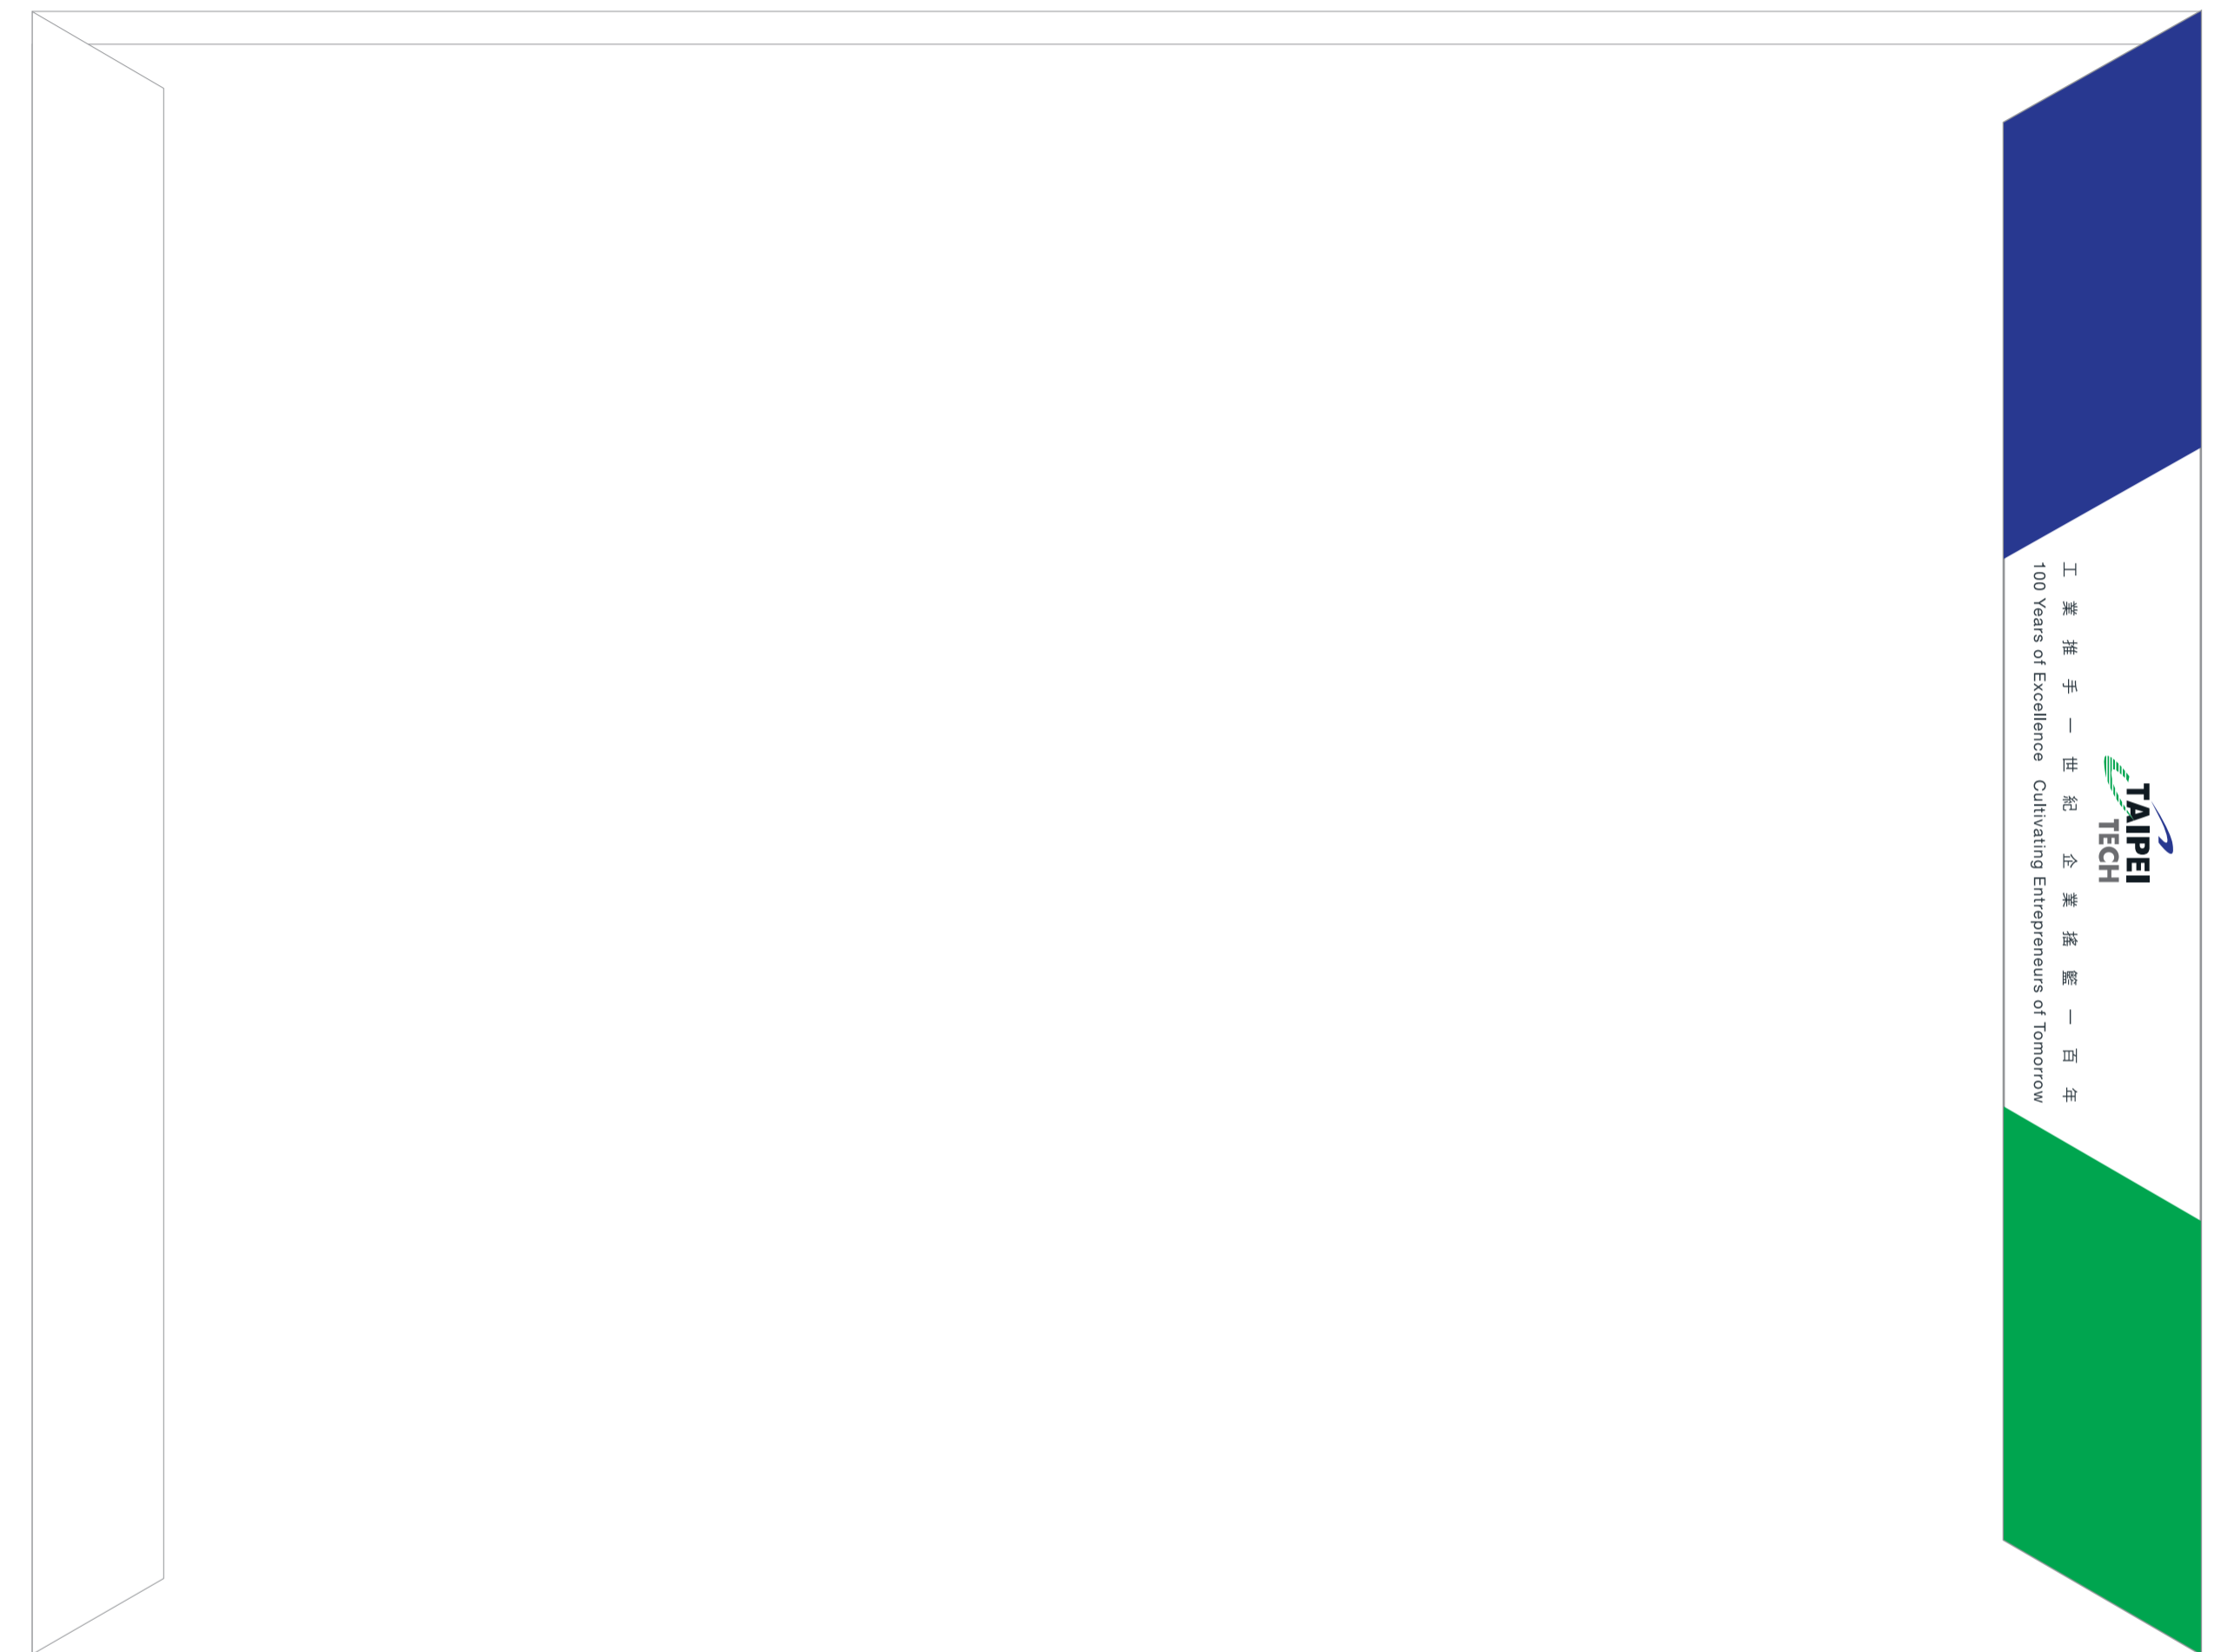 TAIPEI
TECH
工業推手一世紀 企業搖籃一百年
100 Years of Excellence Cultivating Entrepreneurs of Tomorrow